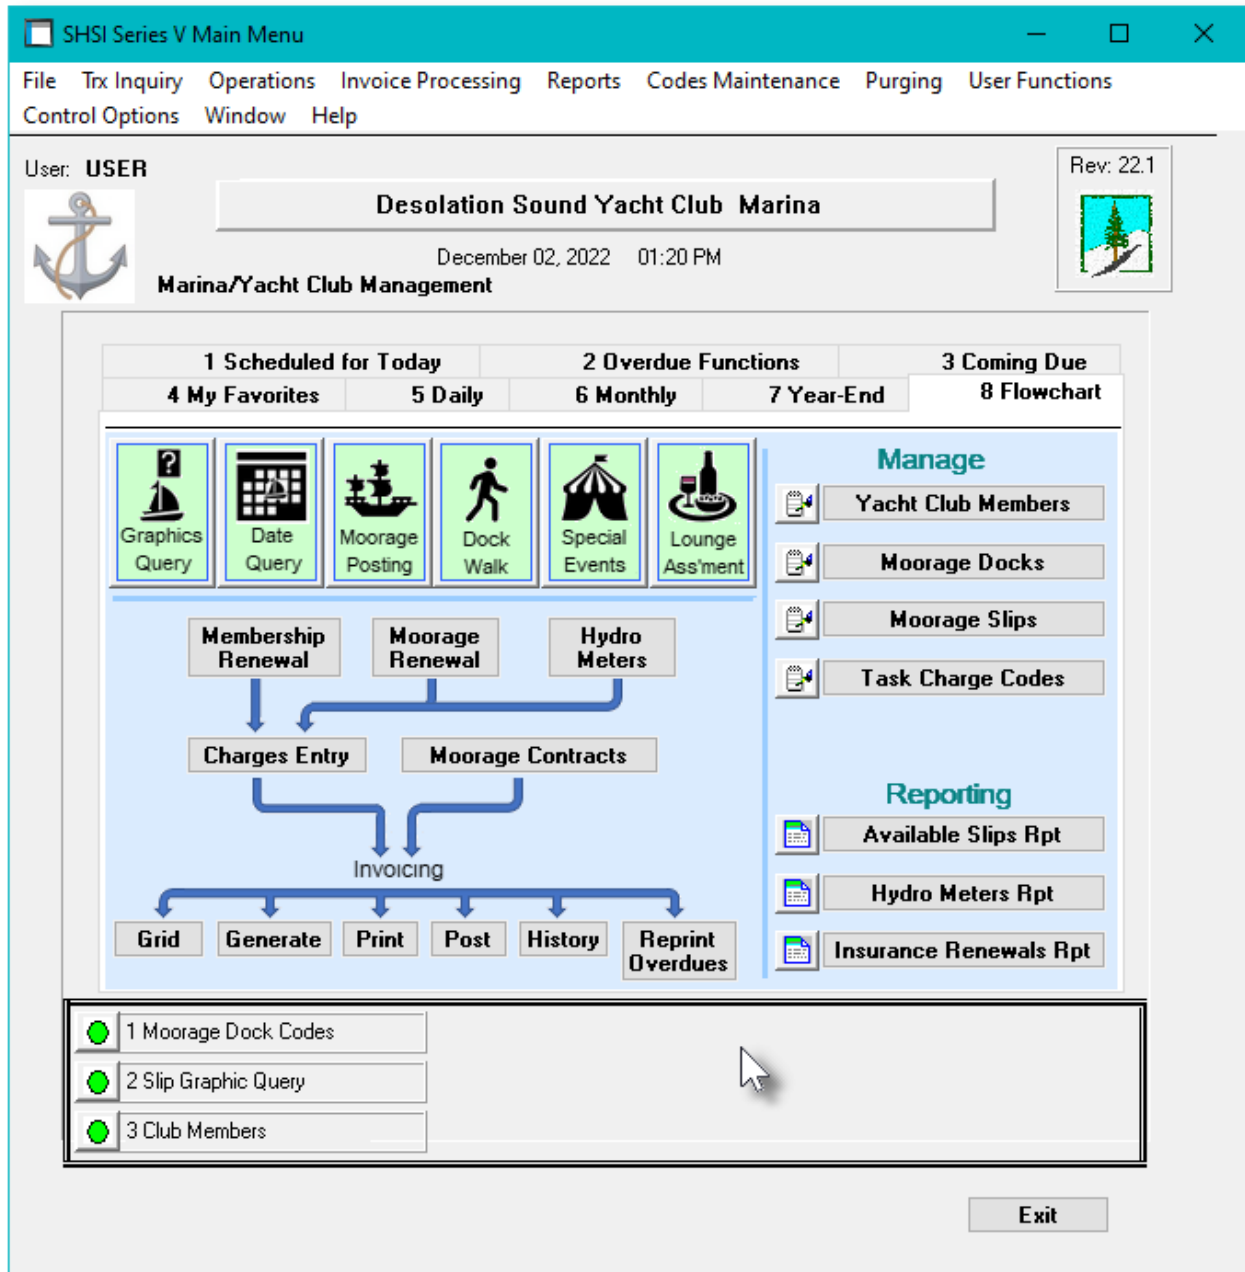 SHSI Series V Main Menu
File Trx Inquiry Operations Invoice Processing Reports Codes Maintenance Purging User Functions
Control Options Window Help
User: USER
Rev: 22.1
Desolation Sound Yacht Club Marina
December 02, 2022 01:20 PM
Marina/Yacht Club Management
1 Scheduled for Today 2 Overdue Functions 3 Coming Due
4 My Favorites 5 Daily 6 Monthly 7 Year-End 8 Flowchart
?
Graphics
Query
Date
Query
Moorage
Posting
Dock
Walk
Special
Events
Lounge
Ass'ment
Membership
Renewal
Moorage
Renewal
Hydro
Meters
Charges Entry
Moorage Contracts
Invoicing
Grid
Generate
Print
Post
History
Reprint
Overdues
Manage
Yacht Club Members
Moorage Docks
Moorage Slips
Task Charge Codes
Reporting
Available Slips Rpt
Hydro Meters Rpt
Insurance Renewals Rpt
1 Moorage Dock Codes
2 Slip Graphic Query
3 Club Members
Exit